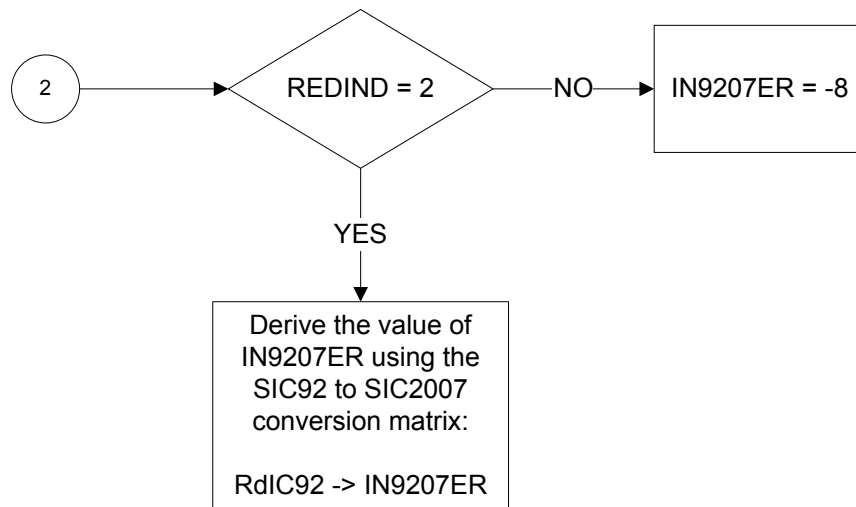 2
REDIND = 2
NO
IN9207ER = -8
YES
Derive the value of
IN9207ER using the
SIC92 to SIC2007
conversion matrix:
RdIC92 -> IN9207ER